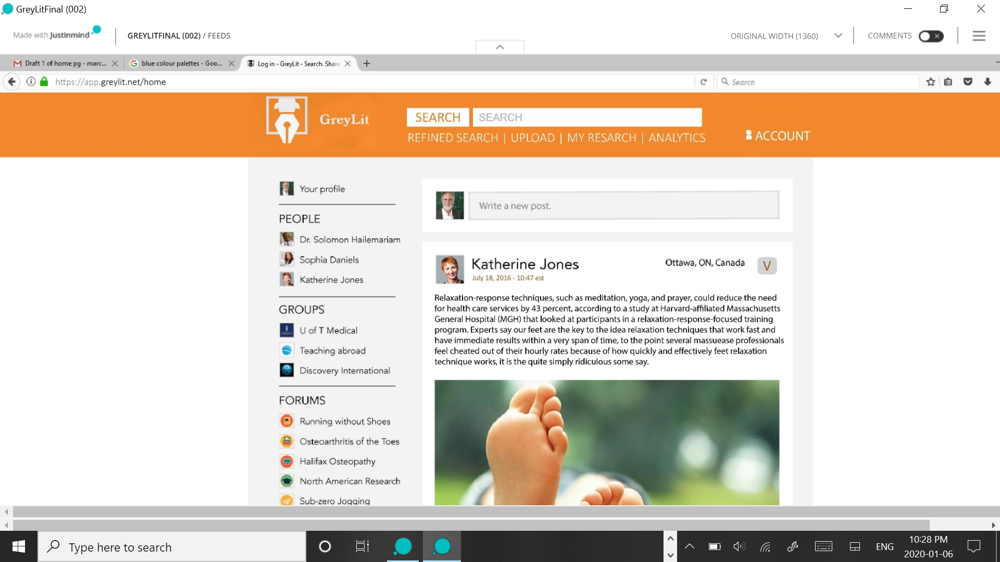 GreyLitFinal (002)
Made with Justinmind
GREYLITFINAL (002) / FEEDS
ORIGINAL WIDTH (1360)
COMMENTS
Draft 1 of home pg - marc...
blue colour palettes - Goo...
Log in - GreyLit - Search. Share.
https://app.greylit.net/home
Search
GreyLit
SEARCH
SEARCH
REFINED SEARCH | UPLOAD | MY RESARCH | ANALYTICS
ACCOUNT
Your profile
PEOPLE
Dr. Solomon Hailemariam
Sophia Daniels
Katherine Jones
GROUPS
U of T Medical
Teaching abroad
Discovery International
FORUMS
Running without Shoes
Osteoarthritis of the Toes
Halifax Osteopathy
North American Research
Sub-zero Jogging
Write a new post.
Katherine Jones
July 18, 2016 - 10:47 est
Ottawa, ON, Canada
V
Relaxation-response techniques, such as meditation, yoga, and prayer, could reduce the need
for health care services by 43 percent, according to a study at Harvard-affiliated Massachusetts
General Hospital (MGH) that looked at participants in a relaxation-response-focused training
program. Experts say our feet are the key to the idea relaxation techniques that work fast and
have immediate results within a very span of time, to the point several massuease professionals
feel cheated out of their hourly rates because of how quickly and effectively feet relaxation
technique works, it is the quite simply ridiculous some say.
Type here to search
ENG
10:28 PM
2020-01-06